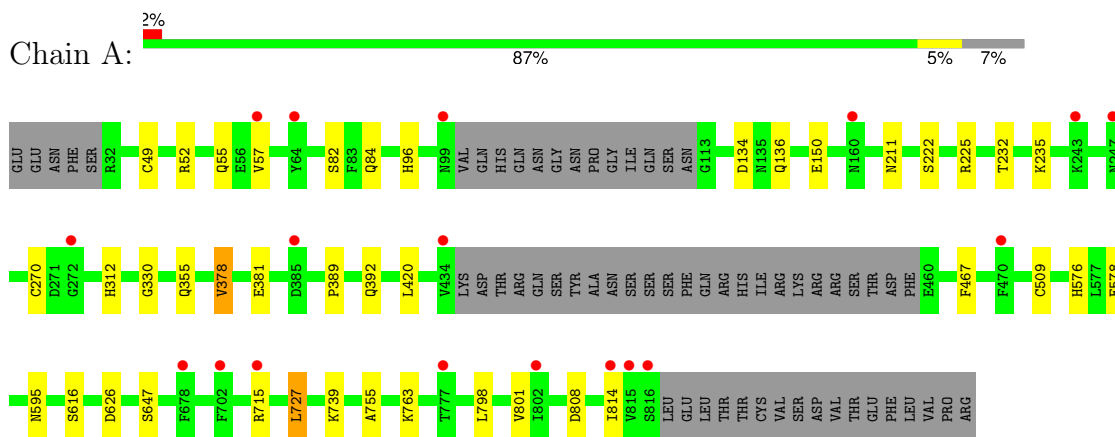 2%
Chain A:
87% 5% 7%
GLU GLU ASN PHE SER R32 C49 R52 Q55 E56 V57 Y64 S82 F83 Q84 H96 N99 VAL GLN HIS GLN ASN GLY ASN PRO GLY ILE GLN SER ASN G113 D134 N135 Q136 E150 N160 N211 S222 R225 T232 K235 K243 N247
C270 D271 G272 H312 G330 Q355 V378 E381 D385 P389 Q392 L420 V434 LYS ASP THR ARG GLN SER TYR ALA ASN SER SER SER PHE GLN ARG HIS ILE ARG LYS ARG ARG SER THR ASP PHE E460 F467 F470 C509 H576 L577 E578
N595 S616 D626 S647 F678 F702 R715 L727 K739 A755 K763 T777 L798 V801 I802 D808 I814 V815 S816 LEU GLU LEU THR THR CYS VAL SER ASP VAL THR GLU PHE LEU VAL PRO ARG